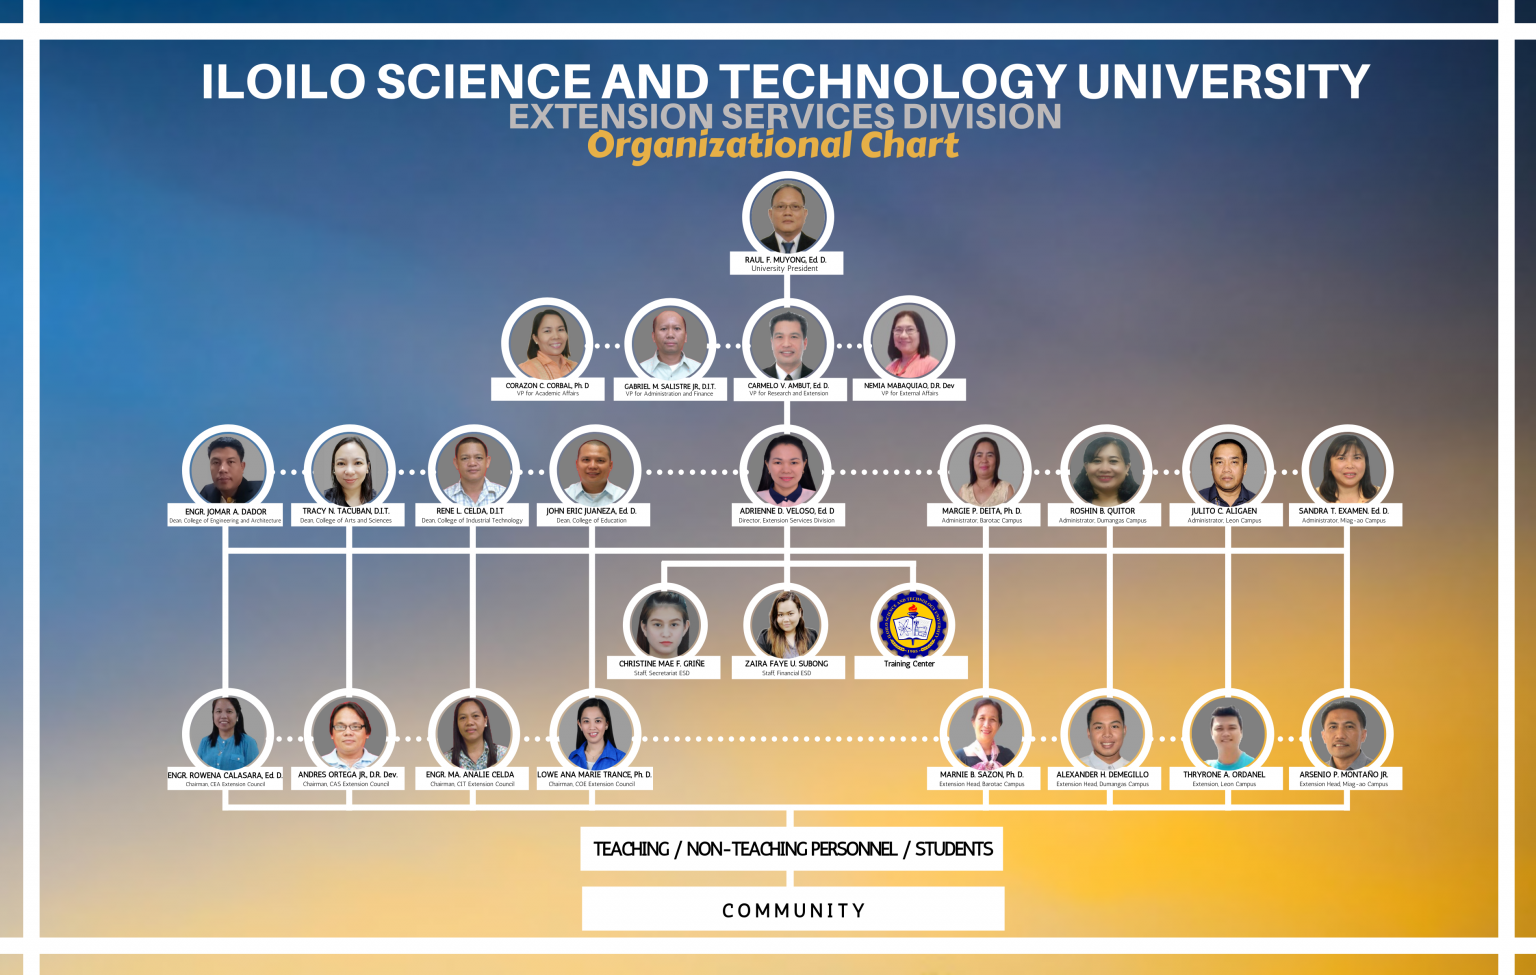 ILOILO SCIENCE AND TECHNOLOGY UNIVERSITY
EXTENSION SERVICES DIVISION
Organizational Chart
RAUL F. MUYONG, Ed. D.
University President
CORAZON C. CORBAL, Ph. D
VP for Academic Affairs
GABRIEL M. SALISTRE JR, D.I.T.
VP for Administration and Finance
CARMELO V. AMBUT, Ed. D.
VP for Research and Extension
NEMIA MABAQUIAO, D.R. Dev
VP for External Affairs
ENGR. JOMAR A. DADOR
Dean, College of Engineering and Architecture
TRACY N. TACUBAN, D.I.T.
Dean, College of Arts and Sciences
RENE L. CELDA, D.I.T
Dean, College of Industrial Technology
JOHN ERIC JUANEZA, Ed. D.
Dean, College of Education
ADRIENNE D. VELOSO, Ed. D
Director, Extension Services Division
MARGIE P. DEITA, Ph. D.
Administrator, Barotac Campus
ROSHIN B. QUITOR
Administrator, Dumangas Campus
JULITO C. ALIGAEN
Administrator, Leon Campus
SANDRA T. EXAMEN. Ed. D.
Administrator, Miag-ao Campus
CHRISTINE MAE F. GRIÑE
Staff, Secretariat ESD
ZAIRA FAYE U. SUBONG
Staff, Financial ESD
ILOILO SCIENCE AND TECHNOLOGY UNIVERSITY
1905
Training Center
ENGR. ROWENA CALASARA, Ed. D.
Chairman, CEA Extension Council
ANDRES ORTEGA JR., D.R. Dev.
Chairman, CAS Extension Council
ENGR. MA. ANALIE CELDA
Chairman, CIT Extension Council
LOWE ANA MARIE TRANCE, Ph. D.
Chairman, COE Extension Council
MARNIE B. SAZON, Ph. D.
Extension Head, Barotac Campus
ALEXANDER H. DEMEGILLO
Extension Head, Dumangas Campus
THRYRONE A. ORDANEL
Extension, Leon Campus
ARSENIO P. MONTAÑO JR.
Extension Head, Miag-ao Campus
TEACHING / NON-TEACHING PERSONNEL / STUDENTS
COMMUNITY